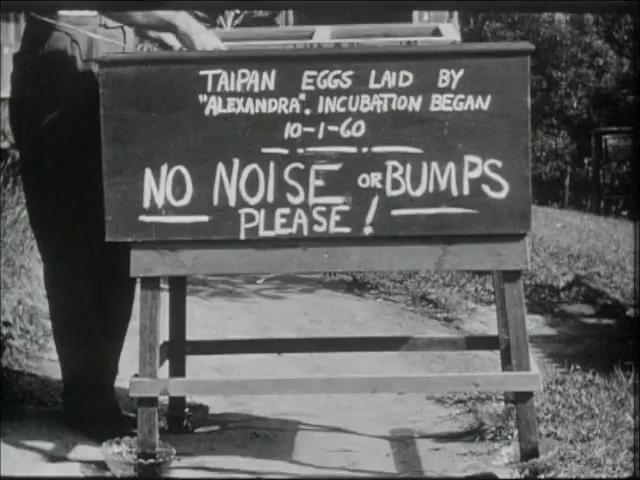 TAIPAN EGGS LAID BY
"ALEXANDRA". INCUBATION BEGAN
10-1-60
NO NOISE OR BUMPS
PLEASE!